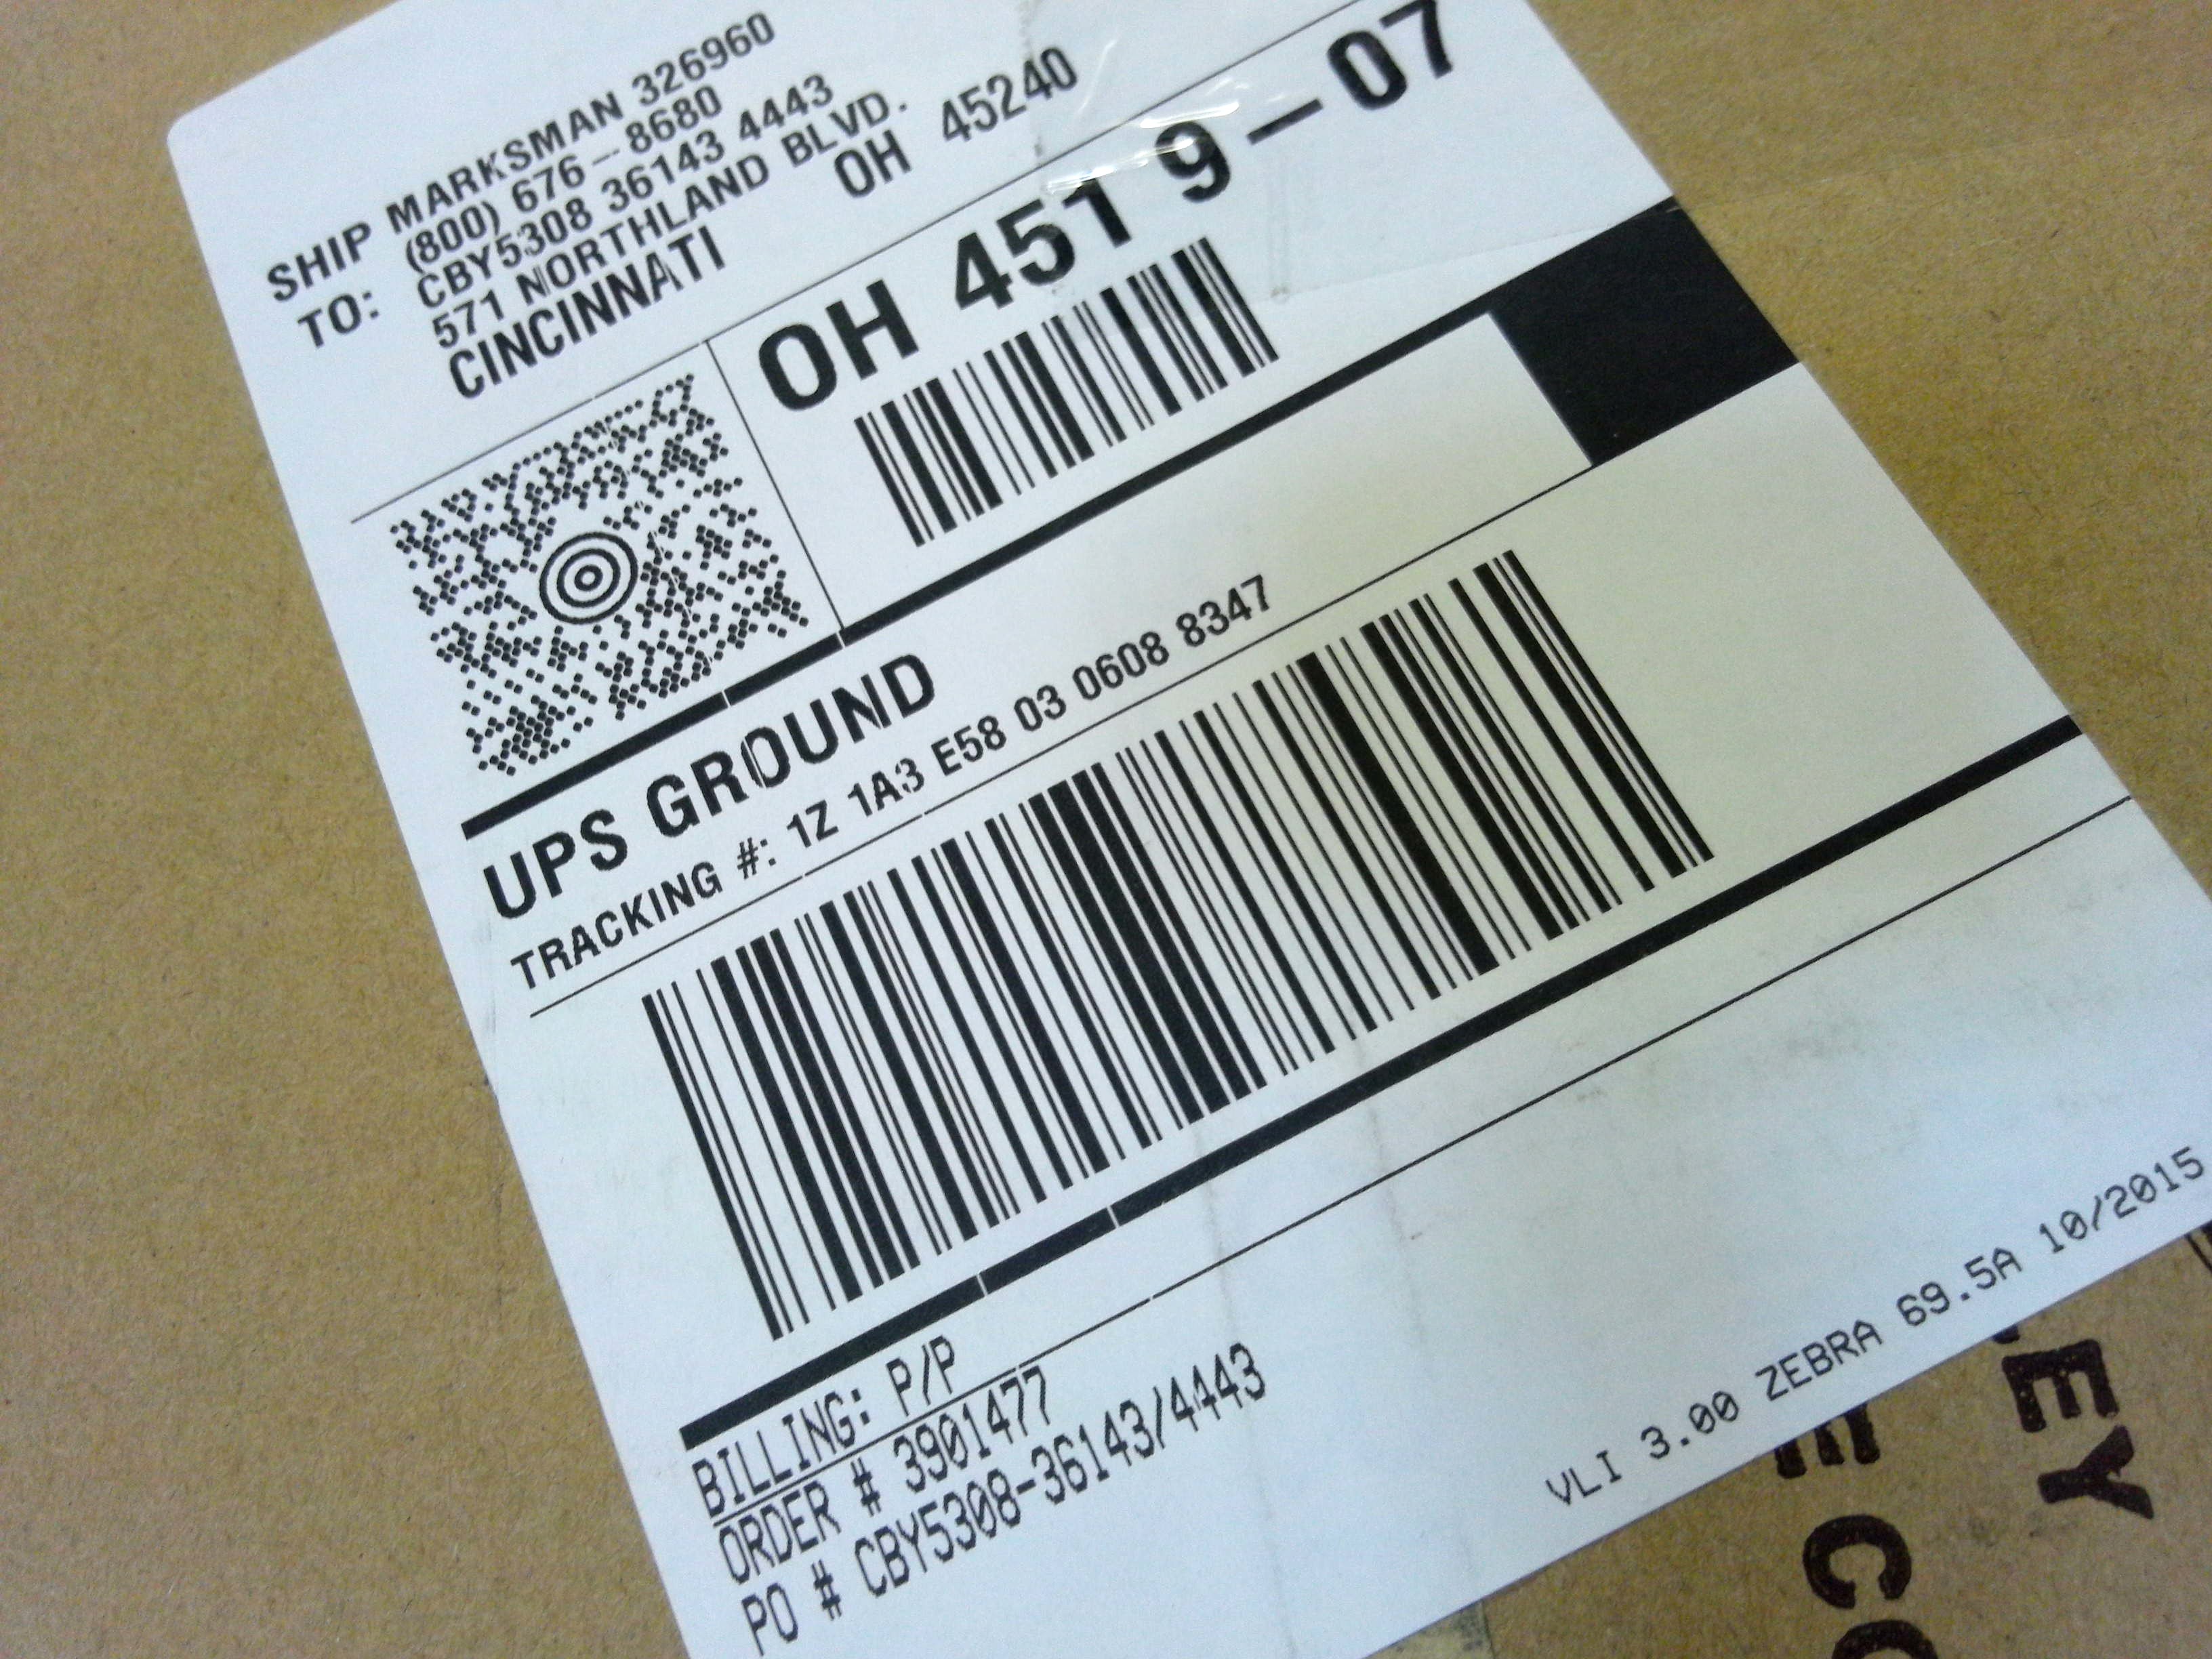 SHIP MARKSMAN 326960
TO: (800) 676-8680
CBY5308 36143 4443
571 NORTHLAND BLVD.
CINCINNATI OH 45240
OH 451 9-07
UPS GROUND
TRACKING #: 1Z 1A3 E58 03 0608 8347
BILLING: P/P
ORDER # 3901477
PO # CBY5308-36143/4443
VLI 3.00 ZEBRA 69.5A 10/2015